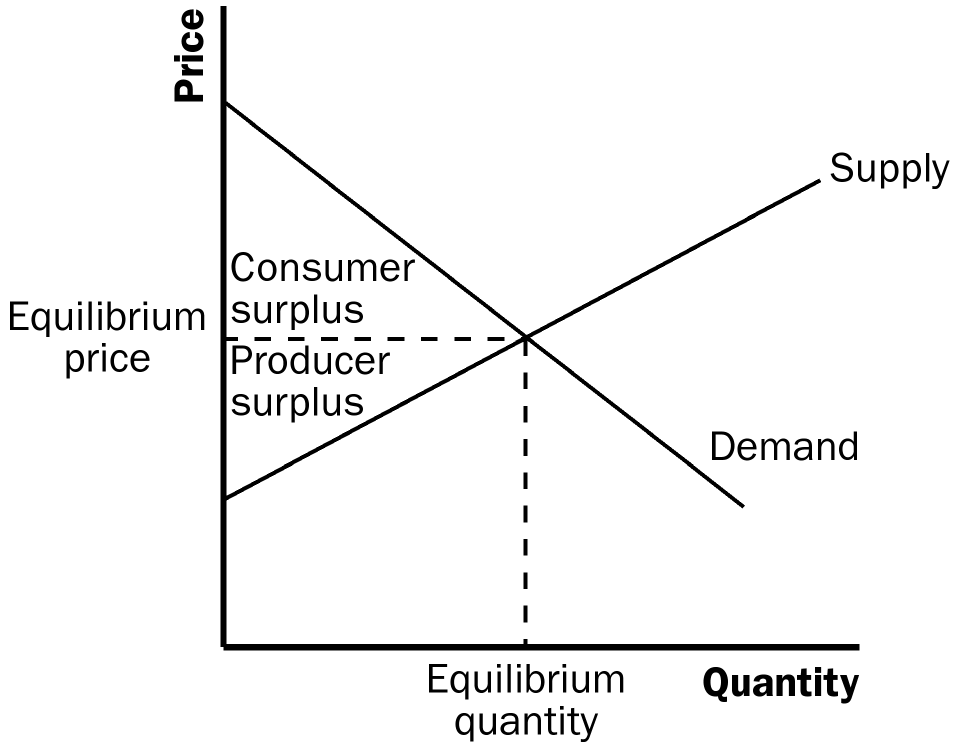 Price
Supply
Consumer
surplus
Equilibrium
price
Producer
surplus
Demand
Equilibrium
quantity
Quantity